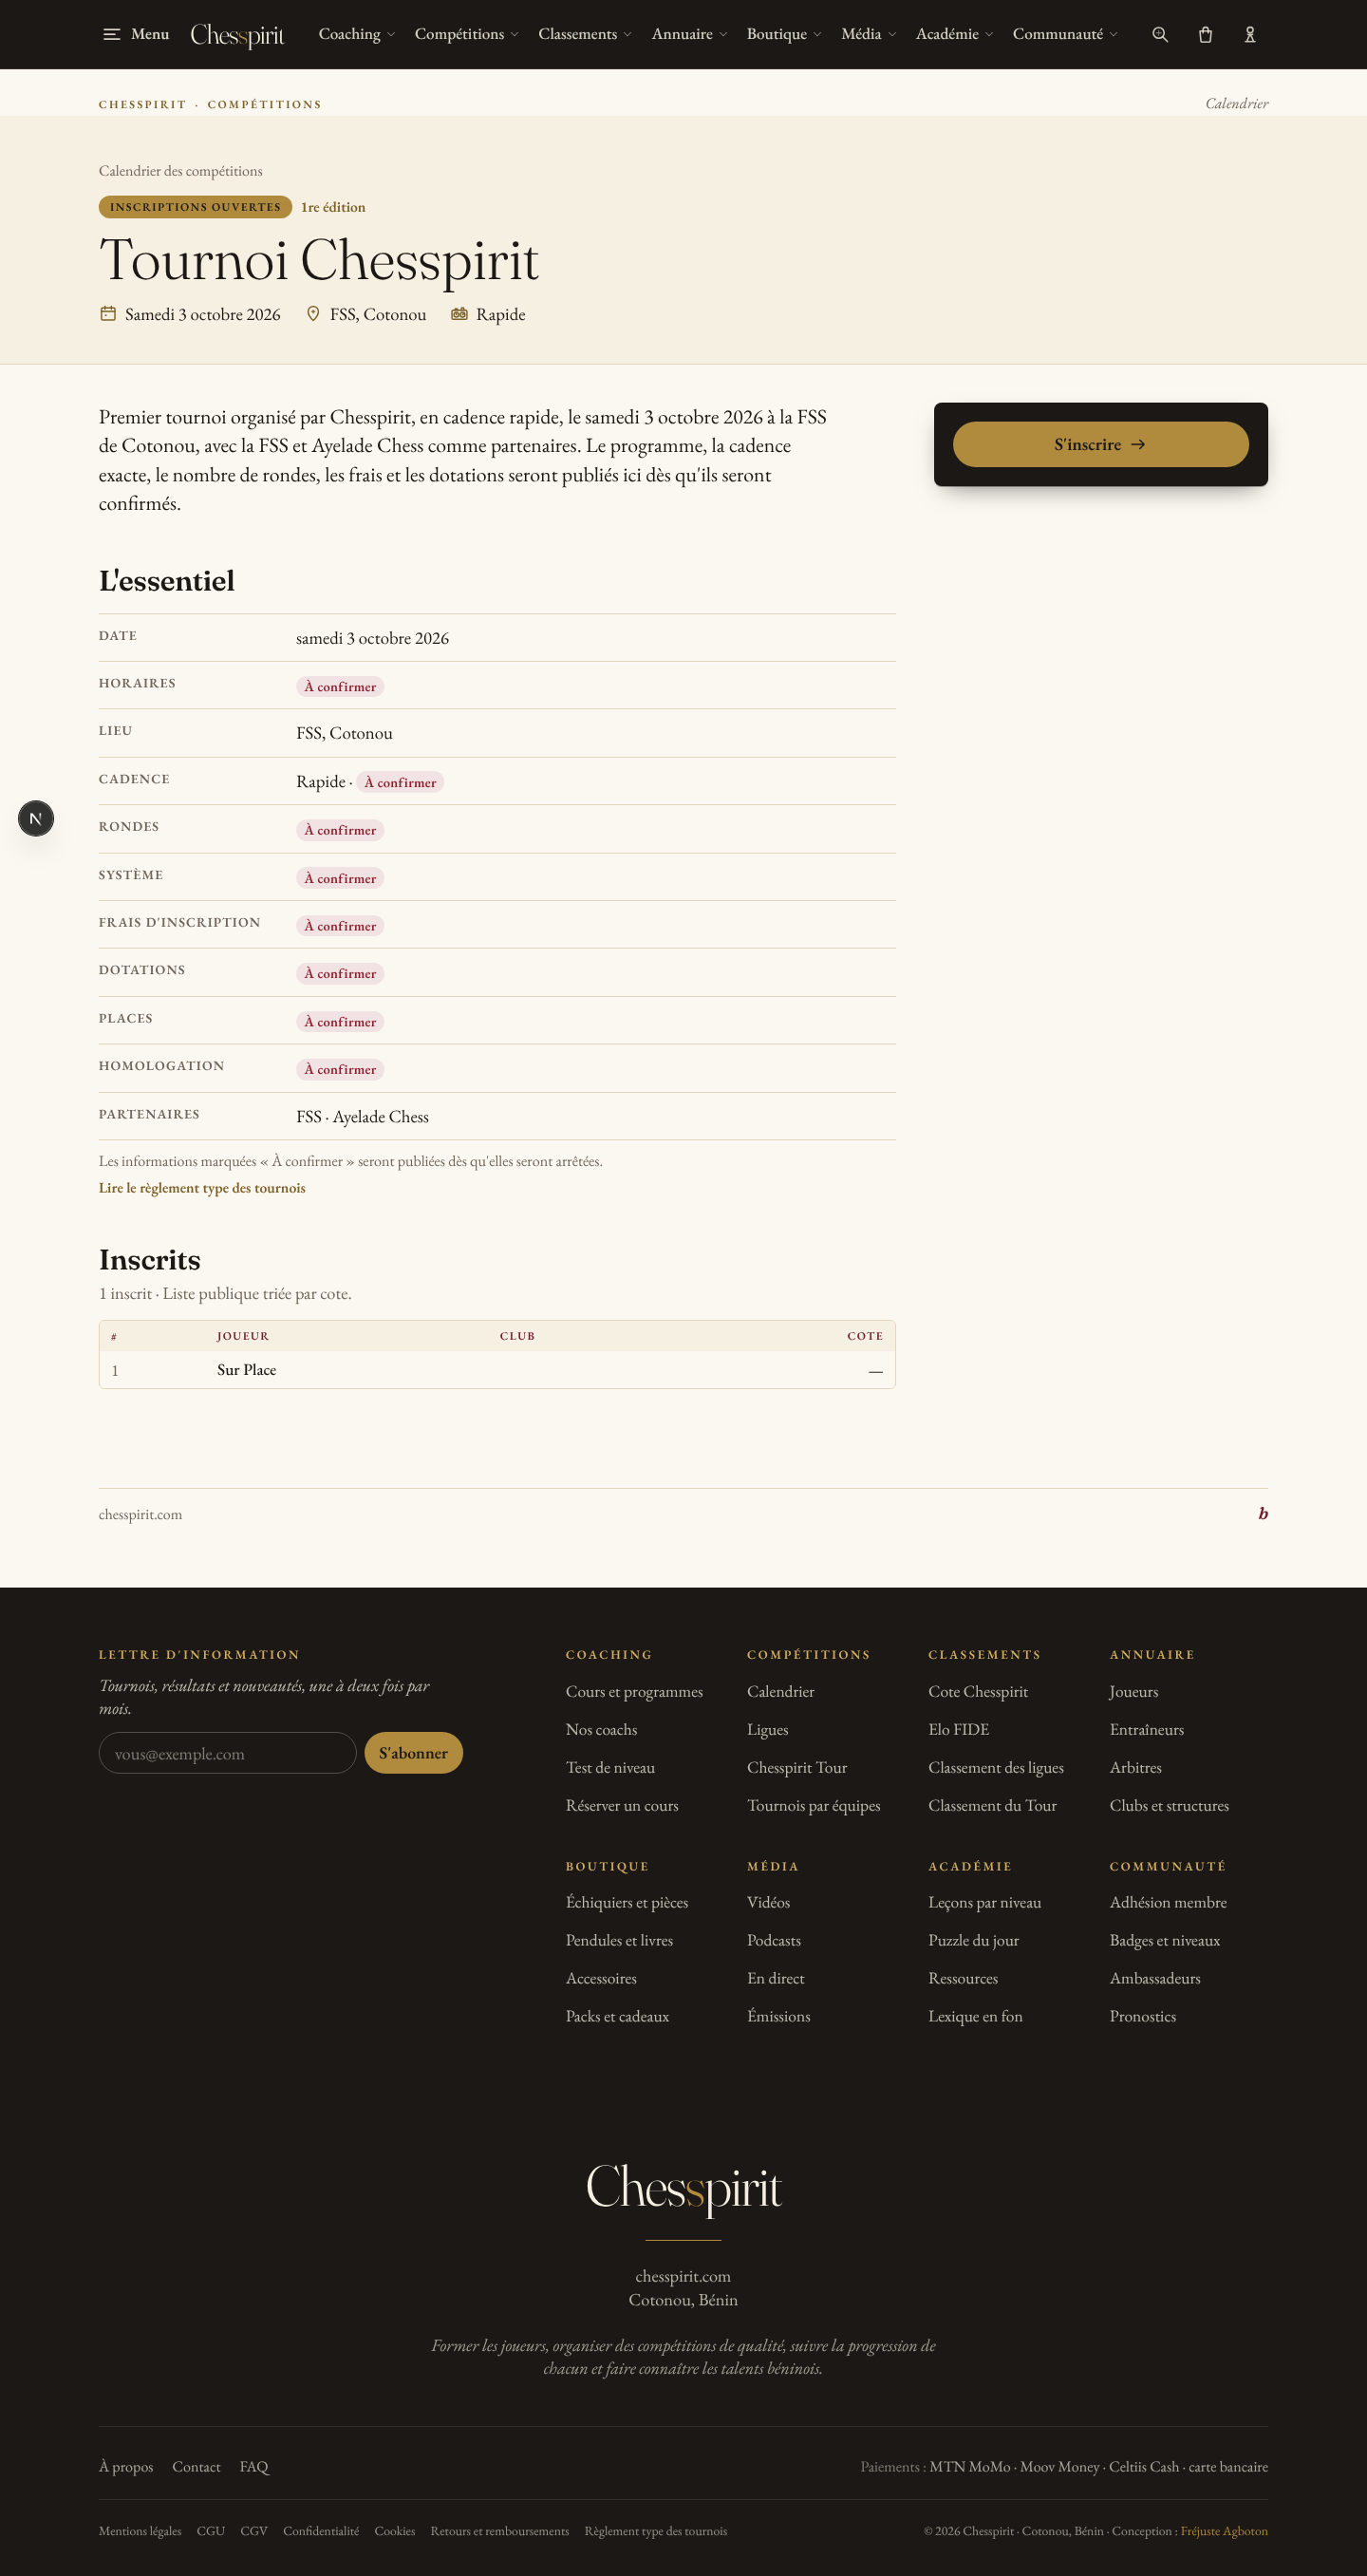 Menu
Chesspirit
Coaching
Compétitions
Classements
Annuaire
Boutique
Média
Académie
Communauté
CHESSPIRIT · COMPÉTITIONS
Calendrier
Calendrier des compétitions
INSCRIPTIONS OUVERTES 1re édition
Tournoi Chesspirit
Samedi 3 octobre 2026 FSS, Cotonou Rapide
Premier tournoi organisé par Chesspirit, en cadence rapide, le samedi 3 octobre 2026 à la FSS
de Cotonou, avec la FSS et Ayelade Chess comme partenaires. Le programme, la cadence
exacte, le nombre de rondes, les frais et les dotations seront publiés ici dès qu'ils seront
confirmés.
S'inscrire →
L'essentiel
DATE samedi 3 octobre 2026
HORAIRES À confirmer
LIEU FSS, Cotonou
CADENCE Rapide · À confirmer
RONDES À confirmer
SYSTÈME À confirmer
FRAIS D'INSCRIPTION À confirmer
DOTATIONS À confirmer
PLACES À confirmer
HOMOLOGATION À confirmer
PARTENAIRES FSS · Ayelade Chess
Les informations marquées « À confirmer » seront publiées dès qu'elles seront arrêtées.
Lire le règlement type des tournois
N
Inscrits
1 inscrit · Liste publique triée par cote.
# JOUEUR CLUB COTE
1 Sur Place —
chesspirit.com
b
LETTRE D'INFORMATION
Tournois, résultats et nouveautés, une à deux fois par
mois.
vous@exemple.com S'abonner
COACHING
Cours et programmes
Nos coachs
Test de niveau
Réserver un cours
COMPÉTITIONS
Calendrier
Ligues
Chesspirit Tour
Tournois par équipes
CLASSEMENTS
Cote Chesspirit
Elo FIDE
Classement des ligues
Classement du Tour
ANNUAIRE
Joueurs
Entraîneurs
Arbitres
Clubs et structures
BOUTIQUE
Échiquiers et pièces
Pendules et livres
Accessoires
Packs et cadeaux
MÉDIA
Vidéos
Podcasts
En direct
Émissions
ACADÉMIE
Leçons par niveau
Puzzle du jour
Ressources
Lexique en fon
COMMUNAUTÉ
Adhésion membre
Badges et niveaux
Ambassadeurs
Pronostics
Chesspirit
chesspirit.com
Cotonou, Bénin
Former les joueurs, organiser des compétitions de qualité, suivre la progression de
chacun et faire connaître les talents béninois.
À propos Contact FAQ
Paiements : MTN MoMo · Moov Money · Celtiis Cash · carte bancaire
Mentions légales CGU CGV Confidentialité Cookies Retours et remboursements Règlement type des tournois
© 2026 Chesspirit · Cotonou, Bénin · Conception : Fréjuste Agboton